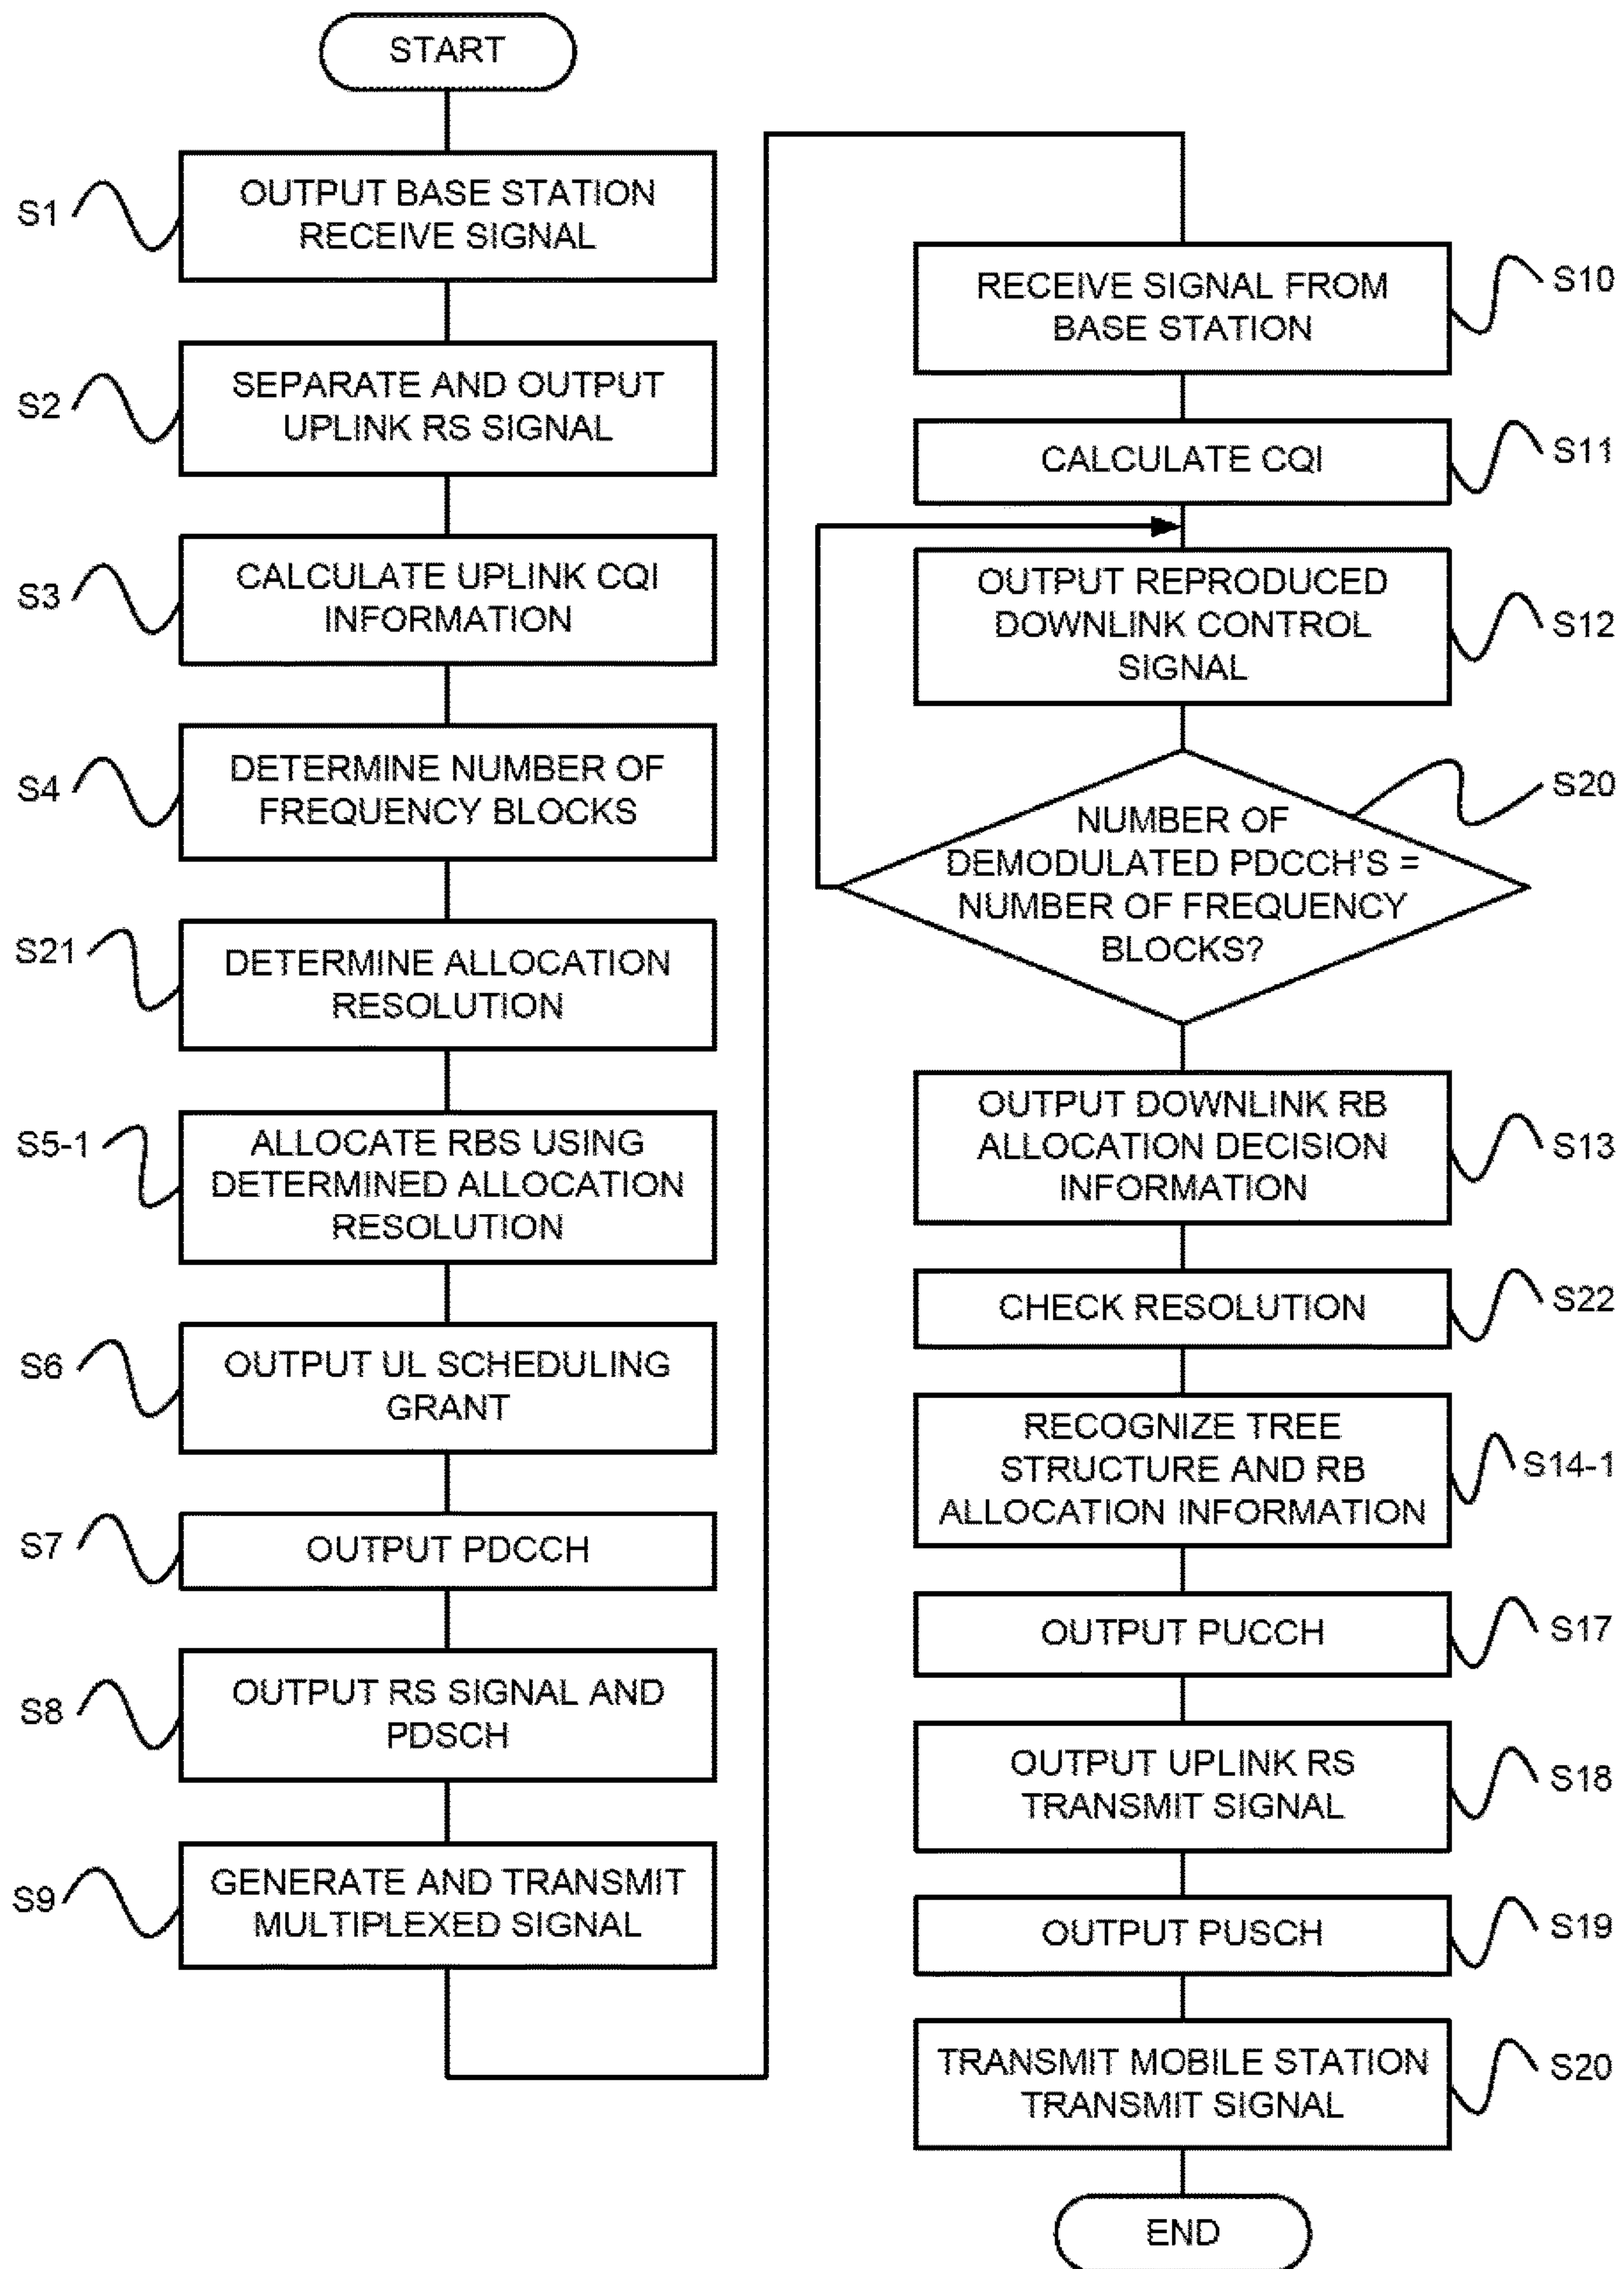 START
S1
OUTPUT BASE STATION
RECEIVE SIGNAL
S2
SEPARATE AND OUTPUT
UPLINK RS SIGNAL
S3
CALCULATE UPLINK CQI
INFORMATION
S4
DETERMINE NUMBER OF
FREQUENCY BLOCKS
S21
DETERMINE ALLOCATION
RESOLUTION
S5-1
ALLOCATE RBS USING
DETERMINED ALLOCATION
RESOLUTION
S6
OUTPUT UL SCHEDULING
GRANT
S7
OUTPUT PDCCH
S8
OUTPUT RS SIGNAL AND
PDSCH
S9
GENERATE AND TRANSMIT
MULTIPLEXED SIGNAL
RECEIVE SIGNAL FROM
BASE STATION
S10
CALCULATE CQI
S11
OUTPUT REPRODUCED
DOWNLINK CONTROL
SIGNAL
S12
NUMBER OF
DEMODULATED PDCCH'S =
NUMBER OF FREQUENCY
BLOCKS?
S20
OUTPUT DOWNLINK RB
ALLOCATION DECISION
INFORMATION
S13
CHECK RESOLUTION
S22
RECOGNIZE TREE
STRUCTURE AND RB
ALLOCATION INFORMATION
S14-1
OUTPUT PUCCH
S17
OUTPUT UPLINK RS
TRANSMIT SIGNAL
S18
OUTPUT PUSCH
S19
TRANSMIT MOBILE STATION
TRANSMIT SIGNAL
S20
END